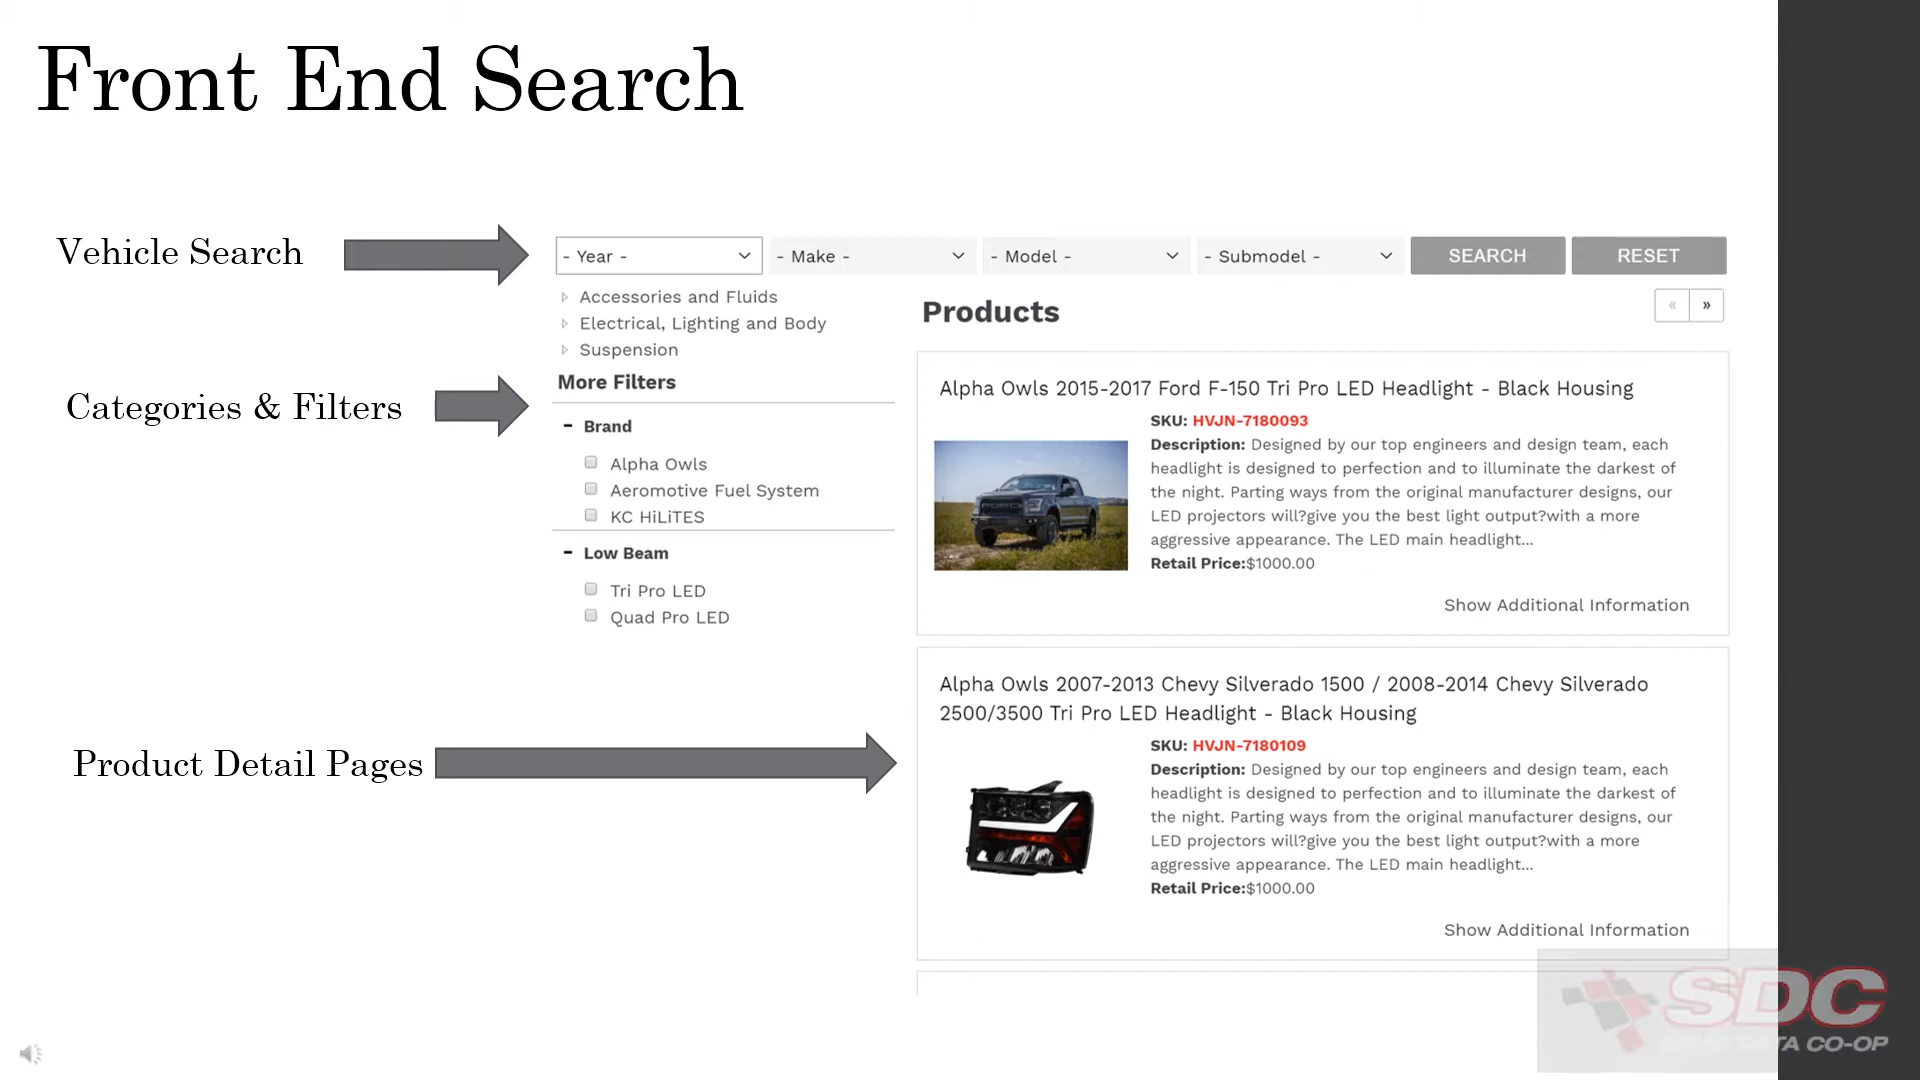 Front End Search
Vehicle Search
- Year -
- Make -
- Model -
- Submodel -
SEARCH
RESET
Accessories and Fluids
Electrical, Lighting and Body
Suspension
Products
«
»
More Filters
Categories & Filters
Brand
Alpha Owls
Aeromotive Fuel System
KC HiLiTES
Low Beam
Tri Pro LED
Quad Pro LED
Alpha Owls 2015-2017 Ford F-150 Tri Pro LED Headlight - Black Housing
SKU: HVJN-7180093
Description: Designed by our top engineers and design team, each
headlight is designed to perfection and to illuminate the darkest of
the night. Parting ways from the original manufacturer designs, our
LED projectors will?give you the best light output?with a more
aggressive appearance. The LED main headlight...
Retail Price:$1000.00
Show Additional Information
Product Detail Pages
Alpha Owls 2007-2013 Chevy Silverado 1500 / 2008-2014 Chevy Silverado
2500/3500 Tri Pro LED Headlight - Black Housing
SKU: HVJN-7180109
Description: Designed by our top engineers and design team, each
headlight is designed to perfection and to illuminate the darkest of
the night. Parting ways from the original manufacturer designs, our
LED projectors will?give you the best light output?with a more
aggressive appearance. The LED main headlight...
Retail Price:$1000.00
Show Additional Information
SDC
CO-OP